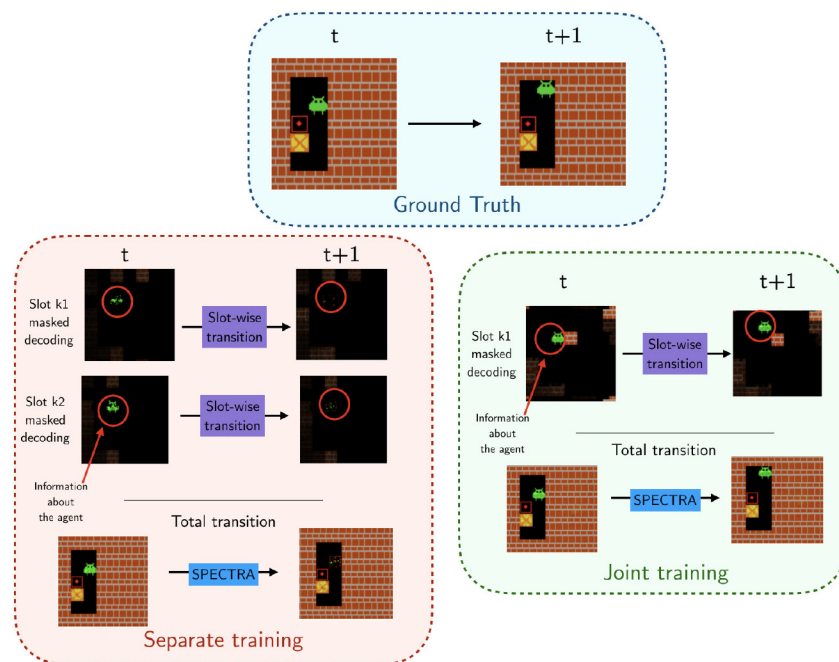 t
t+1
Ground Truth
t
t+1
Slot k1
masked
decoding
Slot-wise
transition
Slot k2
masked
decoding
Slot-wise
transition
Information
about
the agent
Total transition
SPECTRA
Separate training
t
t+1
Slot k1
masked
decoding
Slot-wise
transition
Information
about
the agent
Total transition
SPECTRA
Joint training